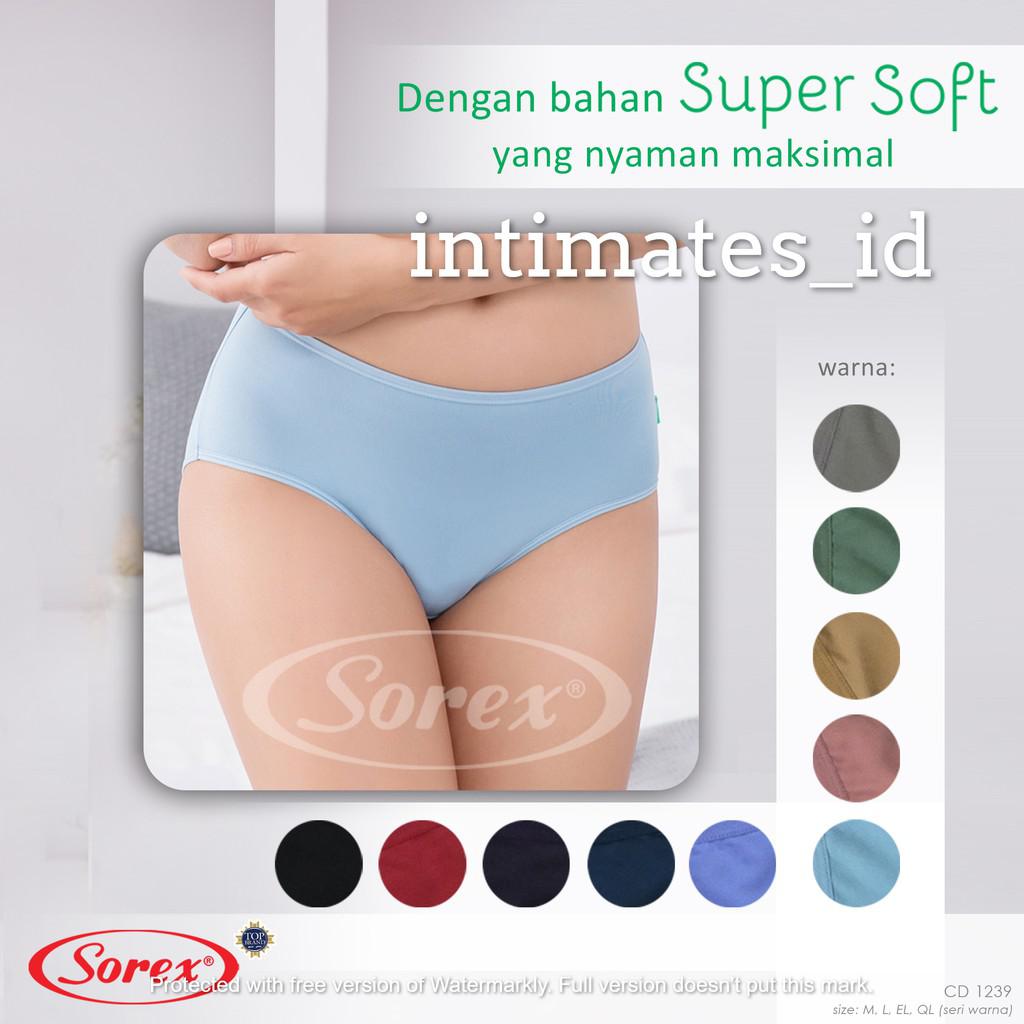 Dengan bahan Super Soft
yang nyaman maksimal
intimates_id
warna:
Sorex®
Sorex®
TOP
BRAND
Protected with free version of Watermarkly. Full version doesn't put this mark.
CD 1239
size: M, L, EL, QL (seri warna)